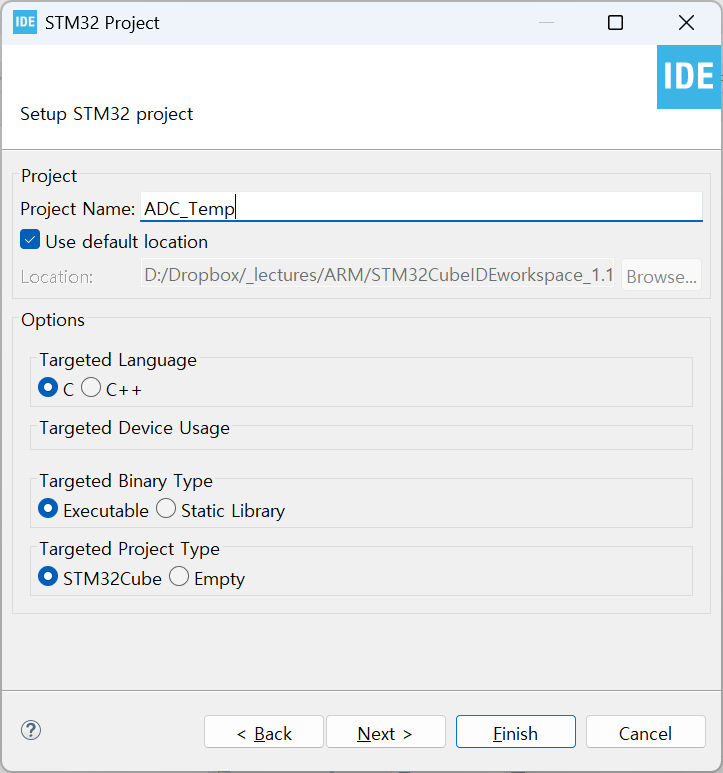 IDE STM32 Project
IDE
Setup STM32 project
Project
Project Name: ADC_Temp
Use default location
Location: D:/Dropbox/_lectures/ARM/STM32CubeIDEworkspace_1.1 Browse...
Options
Targeted Language
C C++
Targeted Device Usage
Targeted Binary Type
Executable Static Library
Targeted Project Type
STM32Cube Empty
? < Back Next > Finish Cancel